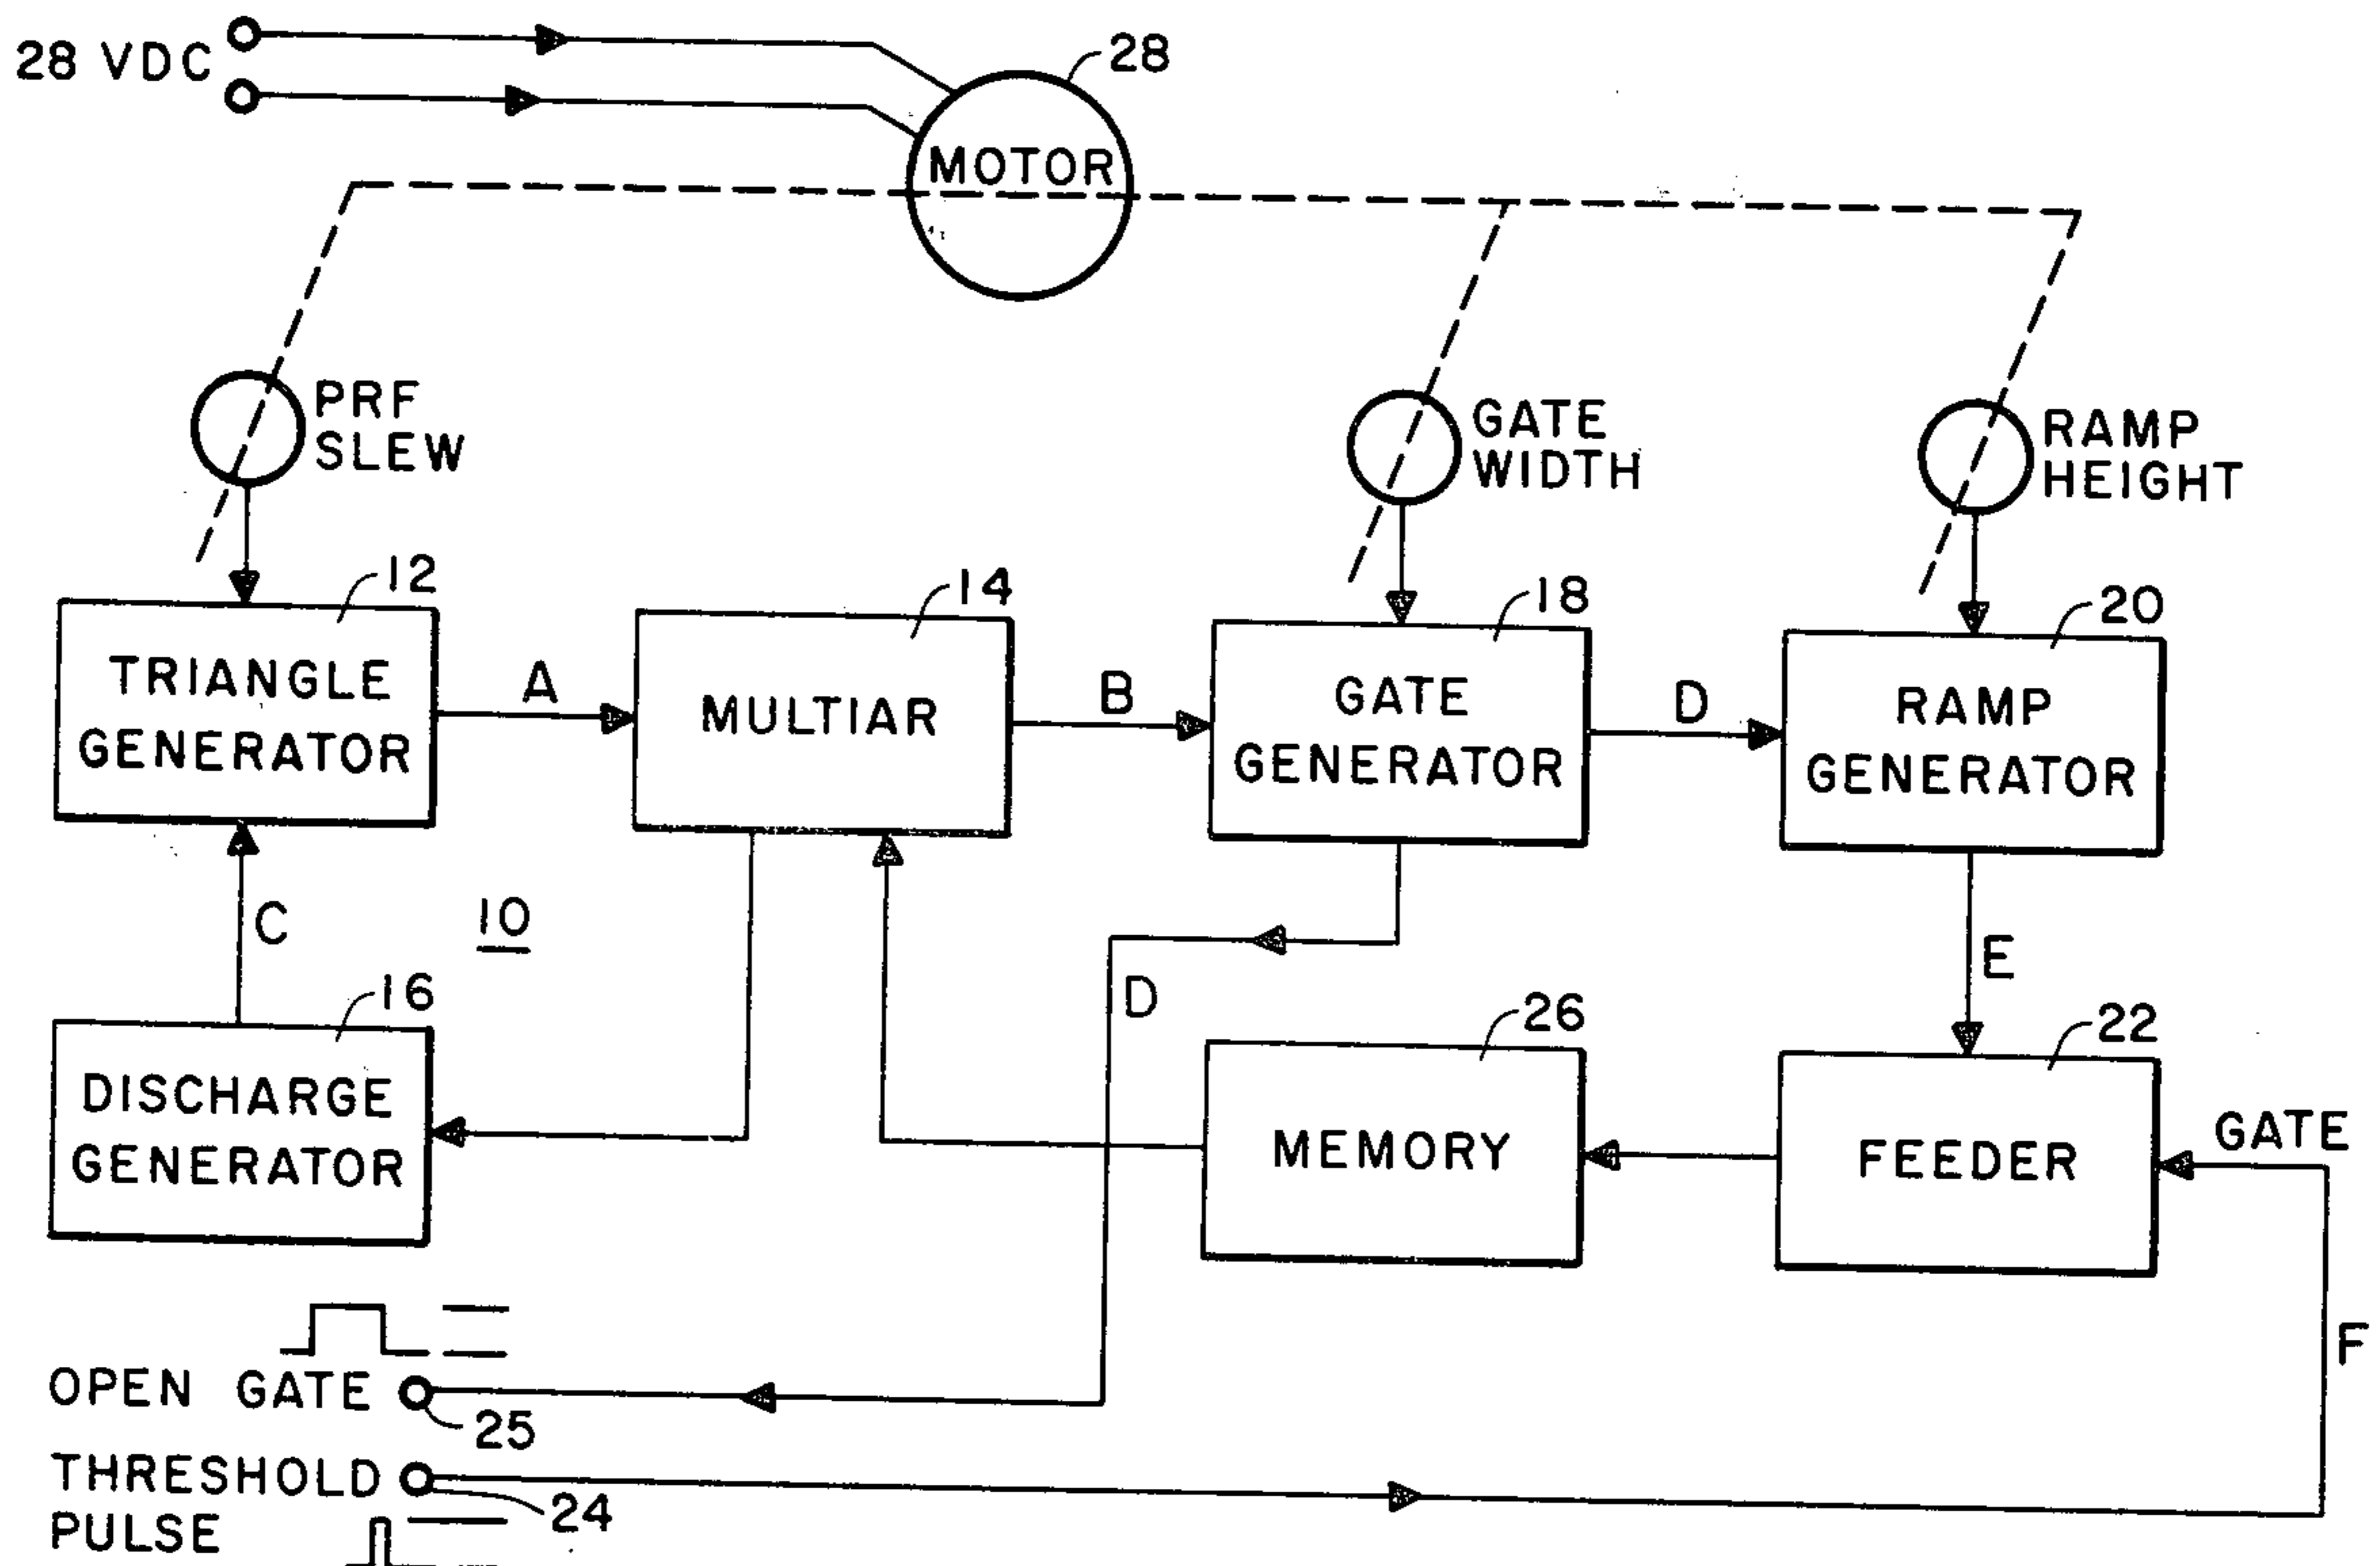 28 VDC
28
MOTOR
PRF
SLEW
GATE
WIDTH
RAMP
HEIGHT
12
14
18
20
TRIANGLE
GENERATOR
A
MULTIAR
B
GATE
GENERATOR
D
RAMP
GENERATOR
C
10
D
E
16
26
22
DISCHARGE
GENERATOR
MEMORY
FEEDER
GATE
F
OPEN GATE
25
THRESHOLD
PULSE
24